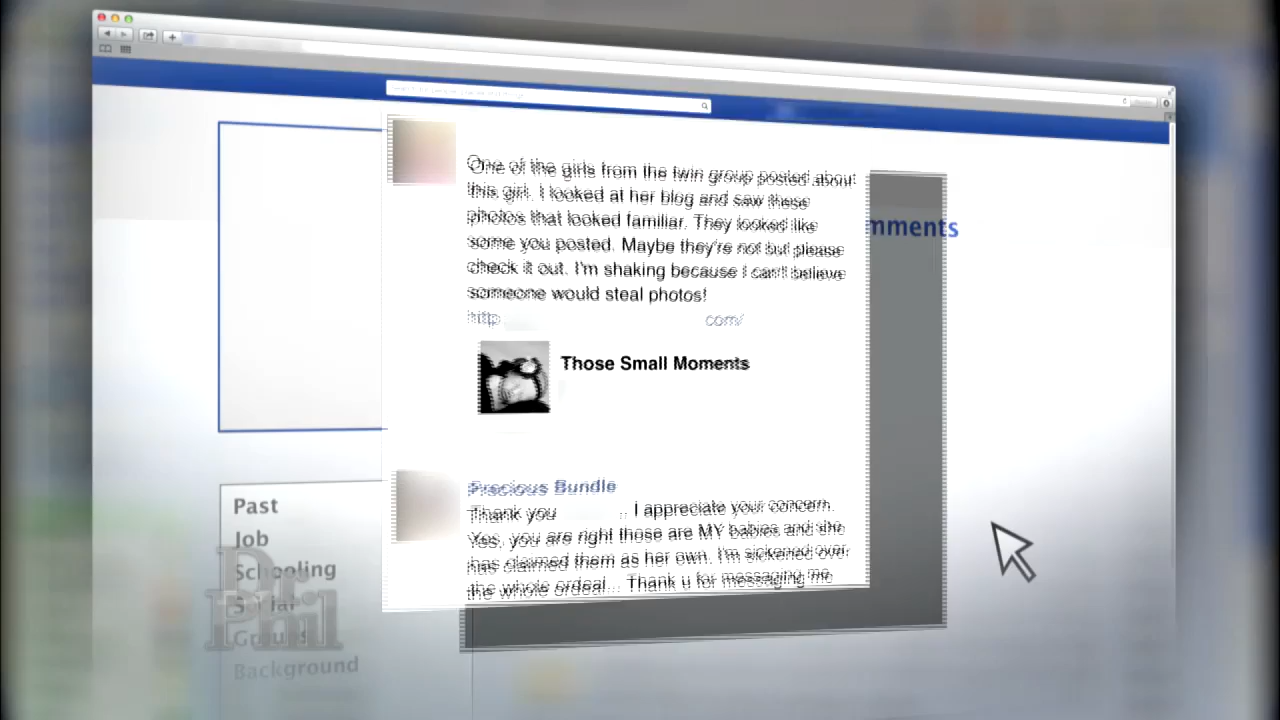 One of the girls from the twin group posted about
this girl. I looked at her blog and saw these
photos that looked familiar. They looked like
some you posted. Maybe they're not but please
check it out. I'm shaking because I can't believe
someone would steal photos!
http: com/
Those Small Moments
mments
Precious Bundle
Thank you .. I appreciate your concern.
Yes, you are right those are MY babies and she
has claimed them as her own. I'm sickened over
the whole ordeal... Thank u for messaging me
Past
Job
Schooling
Social
Groups
Background
Dr.
Phil